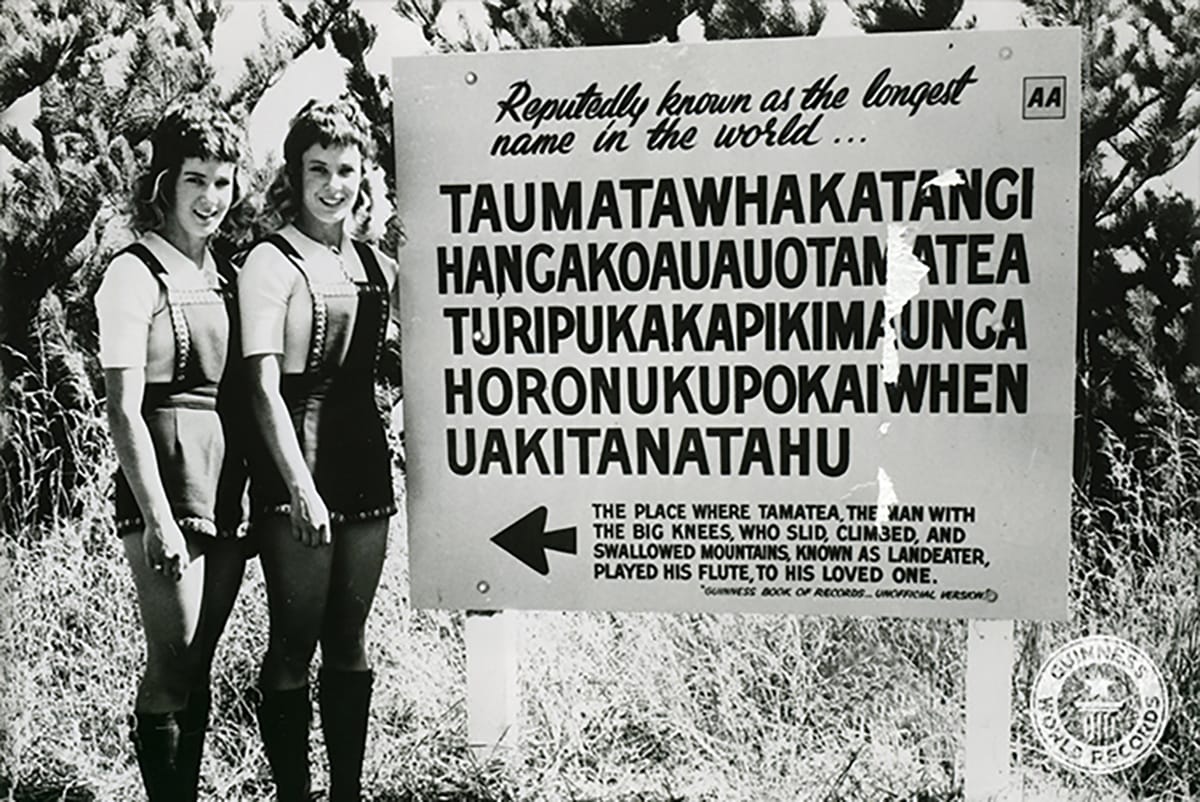 Reputedly known as the longest
name in the world ...
AA
TAUMATAWHAKATANGI
HANGAKOAUAUOTAMATEA
TURIPUKAKAPIKIMAUNGA
HORONUKUPOKAIWHEN
UAKITANATAHU
THE PLACE WHERE TAMATEA, THE MAN WITH
THE BIG KNEES, WHO SLID, CLIMBED, AND
SWALLOWED MOUNTAINS, KNOWN AS LANDEATER,
PLAYED HIS FLUTE, TO HIS LOVED ONE.
"GUINNESS BOOK OF RECORDS... UNOFFICIAL VERSION"
GUINNESS WORLD RECORDS